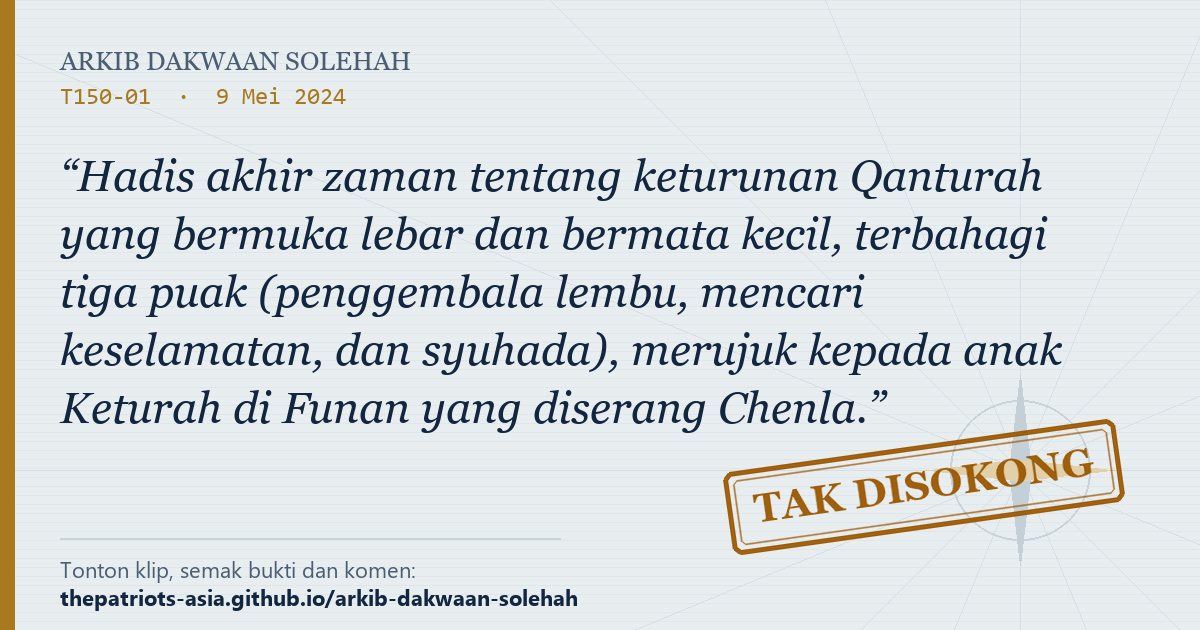 ARKIB DAKWAAN SOLEHAH
T150-01 · 9 Mei 2024
“Hadis akhir zaman tentang keturunan Qanturah
yang bermuka lebar dan bermata kecil, terbahagi
tiga puak (penggembala lembu, mencari
keselamatan, dan syuhada), merujuk kepada anak
Keturah di Funan yang diserang Chenla.”
TAK DISOKONG
Tonton klip, semak bukti dan komen:
thepatriots-asia.github.io/arkib-dakwaan-solehah